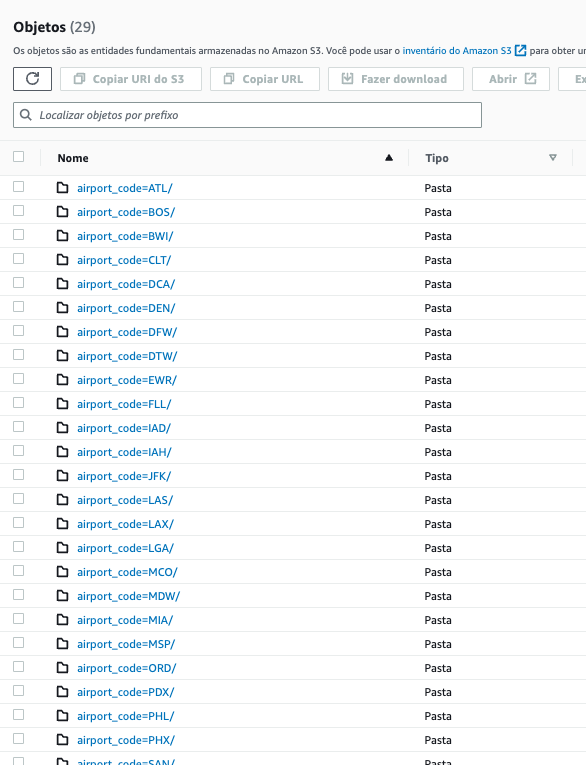 Objetos (29)
Os objetos são as entidades fundamentais armazenadas no Amazon S3. Você pode usar o inventário do Amazon S3 para obter
Copiar URI do S3 Copiar URL Fazer download Abrir
Localizar objetos por prefixo
Nome Tipo
airport_code=ATL/ Pasta
airport_code=BOS/ Pasta
airport_code=BWI/ Pasta
airport_code=CLT/ Pasta
airport_code=DCA/ Pasta
airport_code=DEN/ Pasta
airport_code=DFW/ Pasta
airport_code=DTW/ Pasta
airport_code=EWR/ Pasta
airport_code=FLL/ Pasta
airport_code=IAD/ Pasta
airport_code=IAH/ Pasta
airport_code=JFK/ Pasta
airport_code=LAS/ Pasta
airport_code=LAX/ Pasta
airport_code=LGA/ Pasta
airport_code=MCO/ Pasta
airport_code=MDW/ Pasta
airport_code=MIA/ Pasta
airport_code=MSP/ Pasta
airport_code=ORD/ Pasta
airport_code=PDX/ Pasta
airport_code=PHL/ Pasta
airport_code=PHX/ Pasta
airport_code=SAN/ Pasta